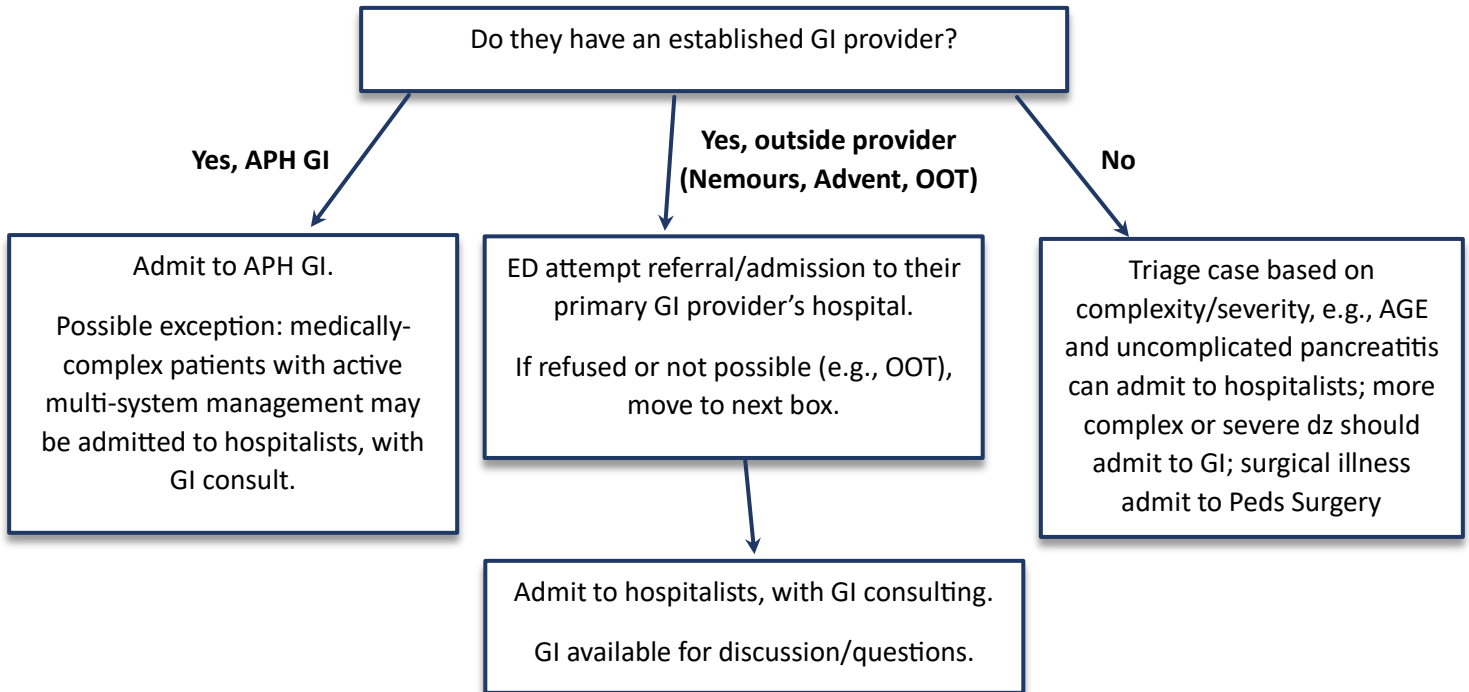 Do they have an established GI provider?
Yes, APH GI
Yes, outside provider
(Nemours, Advent, OOT)
No
Admit to APH GI.
Possible exception: medically-
complex patients with active
multi-system management may
be admitted to hospitalists, with
GI consult.
ED attempt referral/admission to their
primary GI provider’s hospital.
If refused or not possible (e.g., OOT),
move to next box.
Triage case based on
complexity/severity, e.g., AGE
and uncomplicated pancreatitis
can admit to hospitalists; more
complex or severe dz should
admit to GI; surgical illness
admit to Peds Surgery
Admit to hospitalists, with GI consulting.
GI available for discussion/questions.